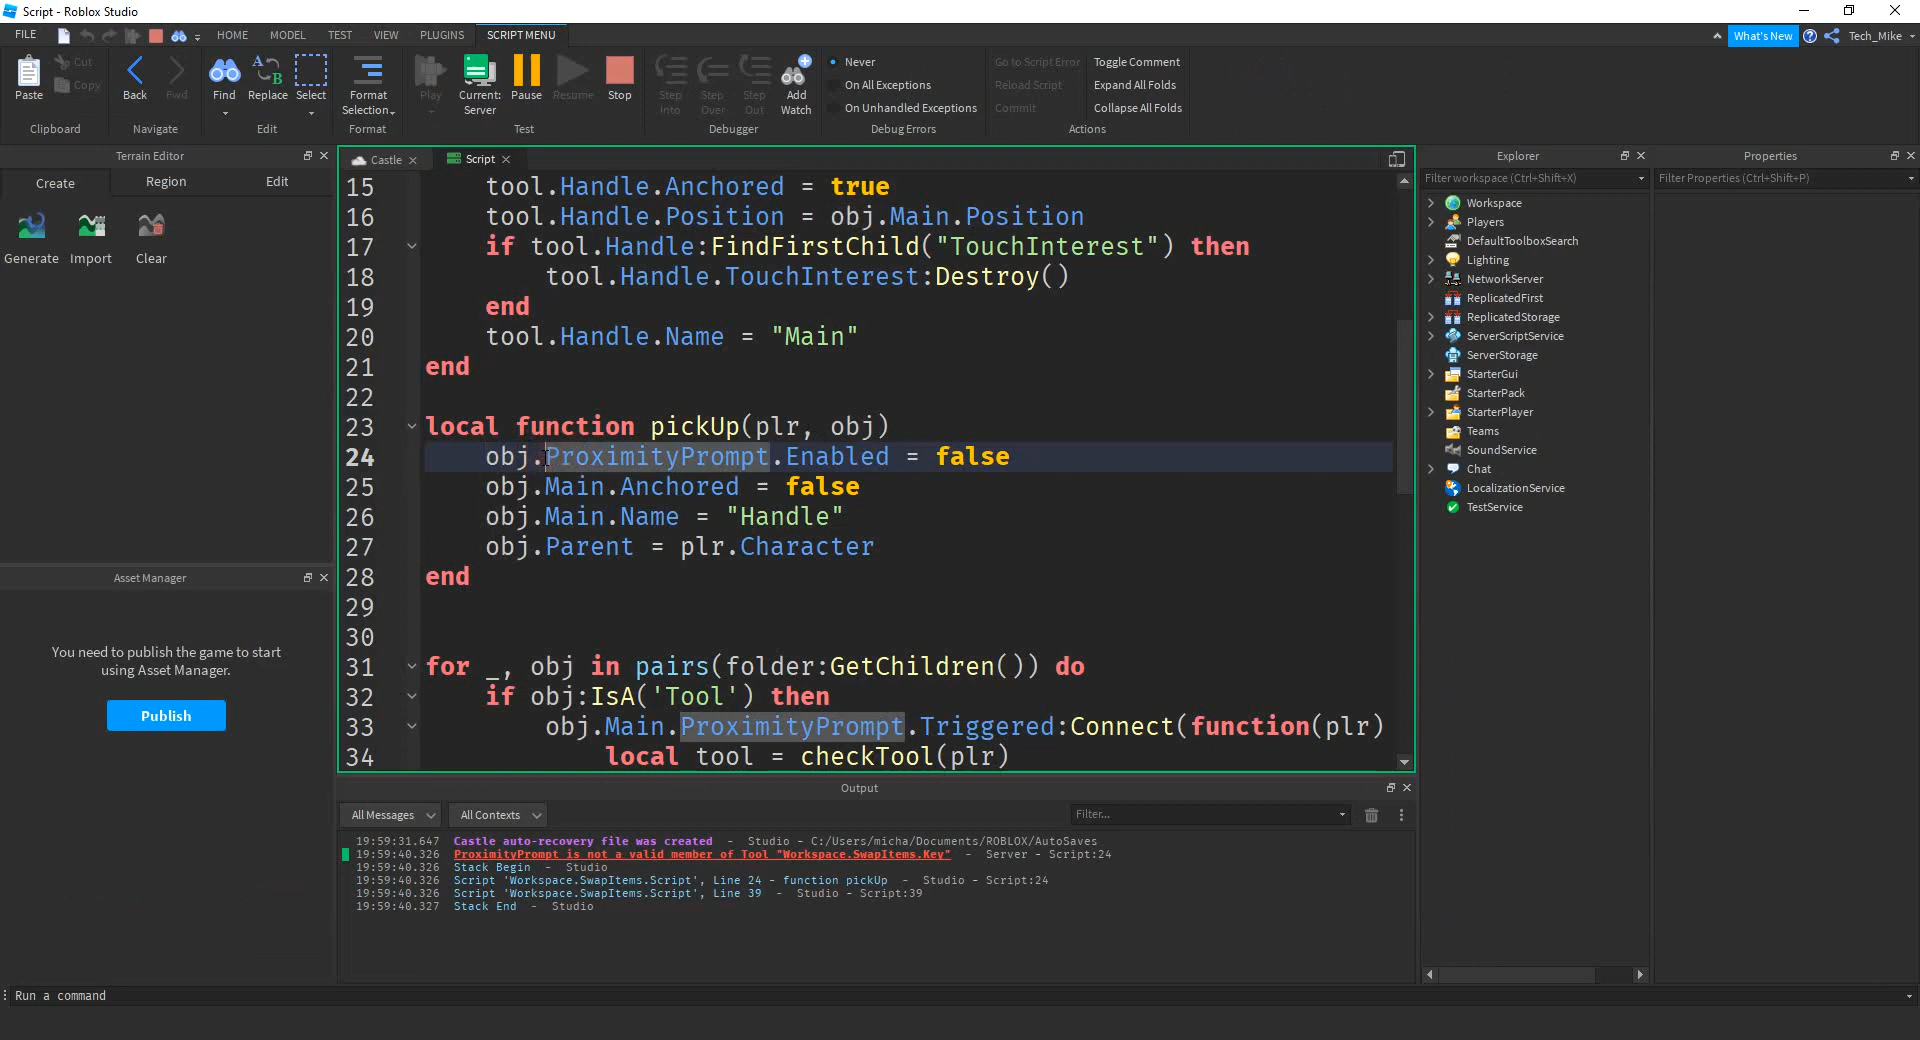 Script - Roblox Studio
FILE HOME MODEL TEST VIEW PLUGINS SCRIPT MENU What's New Tech_Mike
Paste Cut Copy
Clipboard
Back Fwd
Navigate
Find Replace Select
Edit
Format Selection
Format
Play Current: Server Pause Resume Stop
Test
Step Into Step Over Step Out Add Watch
Debugger
Never
On All Exceptions
On Unhandled Exceptions
Debug Errors
Go to Script Error
Reload Script
Commit
Toggle Comment
Expand All Folds
Collapse All Folds
Actions
Terrain Editor
Create Region Edit
Generate Import Clear
Asset Manager
You need to publish the game to start
using Asset Manager.
Publish
Castle Script
15 tool.Handle.Anchored = true
16 tool.Handle.Position = obj.Main.Position
17 if tool.Handle:FindFirstChild("TouchInterest") then
18 tool.Handle.TouchInterest:Destroy()
19 end
20 tool.Handle.Name = "Main"
21 end
22
23 local function pickUp(plr, obj)
24 obj.ProximityPrompt.Enabled = false
25 obj.Main.Anchored = false
26 obj.Main.Name = "Handle"
27 obj.Parent = plr.Character
28 end
29
30
31 for _, obj in pairs(folder:GetChildren()) do
32 if obj:IsA('Tool') then
33 obj.Main.ProximityPrompt.Triggered:Connect(function(plr)
34 local tool = checkTool(plr)
Output
All Messages All Contexts Filter...
19:59:31.647 Castle auto-recovery file was created - Studio - C:/Users/micha/Documents/ROBLOX/AutoSaves
19:59:40.326 ProximityPrompt is not a valid member of Tool "Workspace.SwapItems.Key" - Server - Script:24
19:59:40.326 Stack Begin - Studio
19:59:40.326 Script 'Workspace.SwapItems.Script', Line 24 - function pickUp - Studio - Script:24
19:59:40.326 Script 'Workspace.SwapItems.Script', Line 39 - Studio - Script:39
19:59:40.327 Stack End - Studio
Explorer
Filter workspace (Ctrl+Shift+X)
Workspace
Players
DefaultToolboxSearch
Lighting
NetworkServer
ReplicatedFirst
ReplicatedStorage
ServerScriptService
ServerStorage
StarterGui
StarterPack
StarterPlayer
Teams
SoundService
Chat
LocalizationService
TestService
Properties
Filter Properties (Ctrl+Shift+P)
Run a command